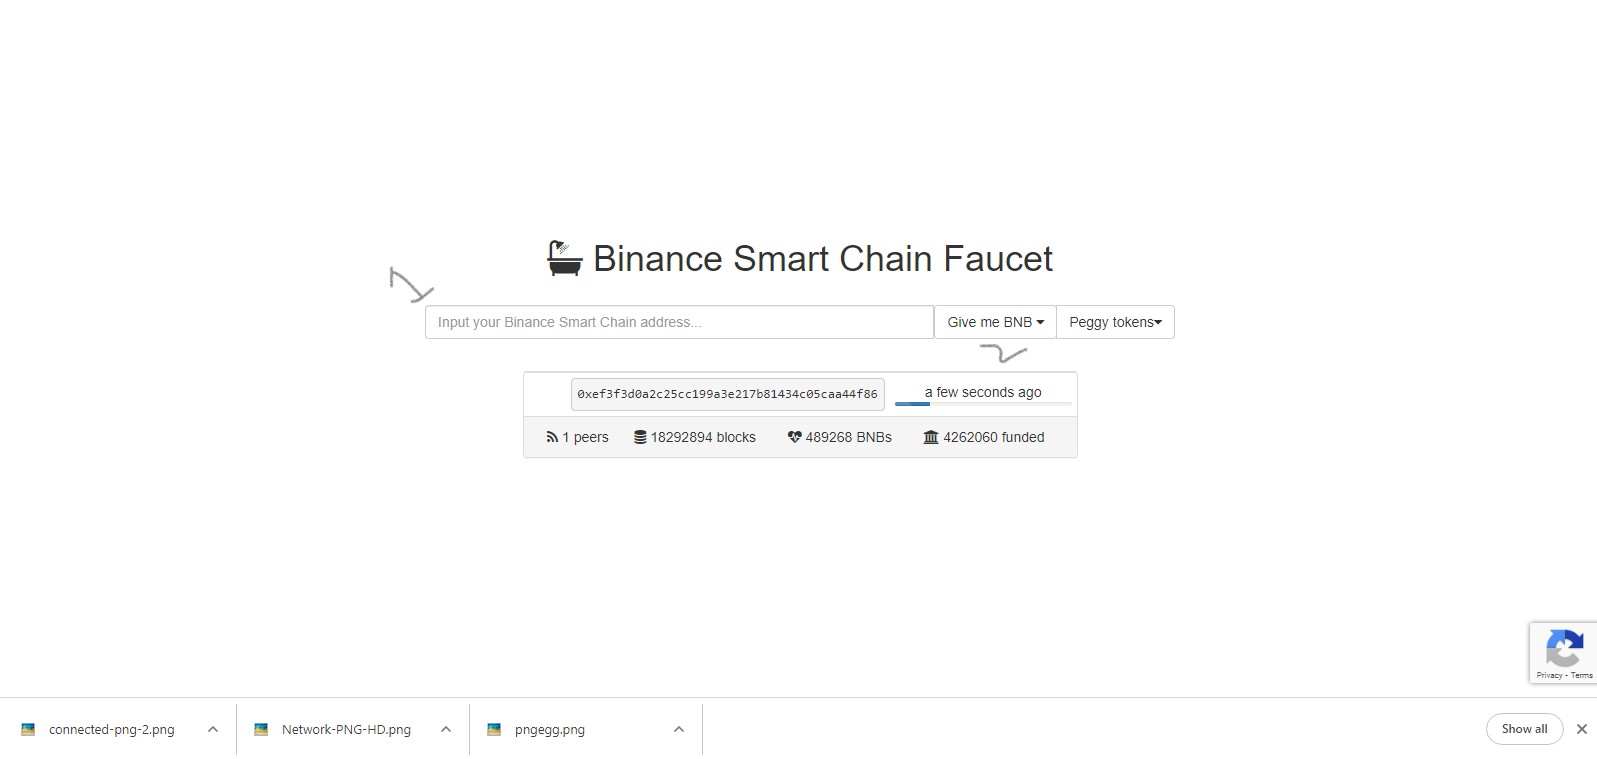 Binance Smart Chain Faucet
Input your Binance Smart Chain address...
Give me BNB
Peggy tokens
0xef3f3d0a2c25cc199a3e217b81434c05caa44f86
a few seconds ago
1 peers
18292894 blocks
489268 BNBs
4262060 funded
Privacy - Terms
connected-png-2.png
Network-PNG-HD.png
pngegg.png
Show all